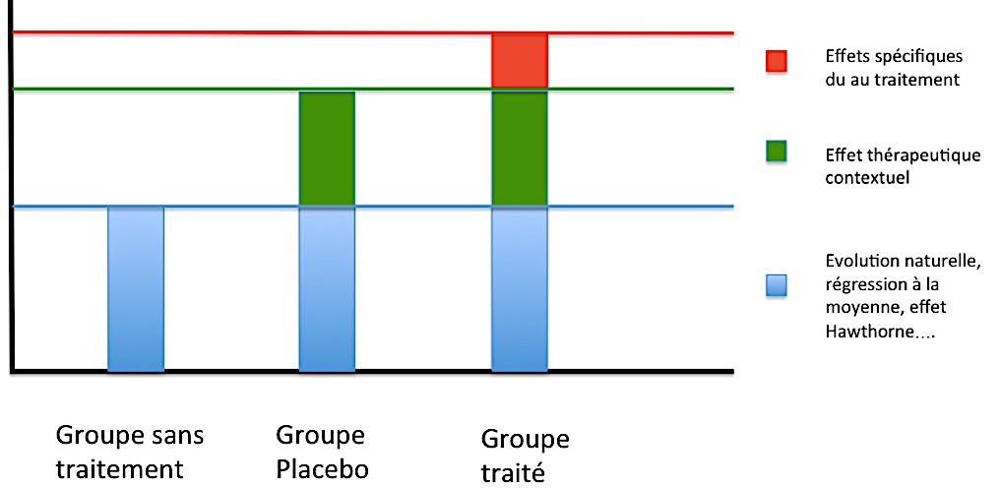 Effets spécifiques
du au traitement
Effet thérapeutique
contextuel
Evolution naturelle,
régression à la
moyenne, effet
Hawthorne....
Groupe sans
traitement
Groupe
Placebo
Groupe
traité